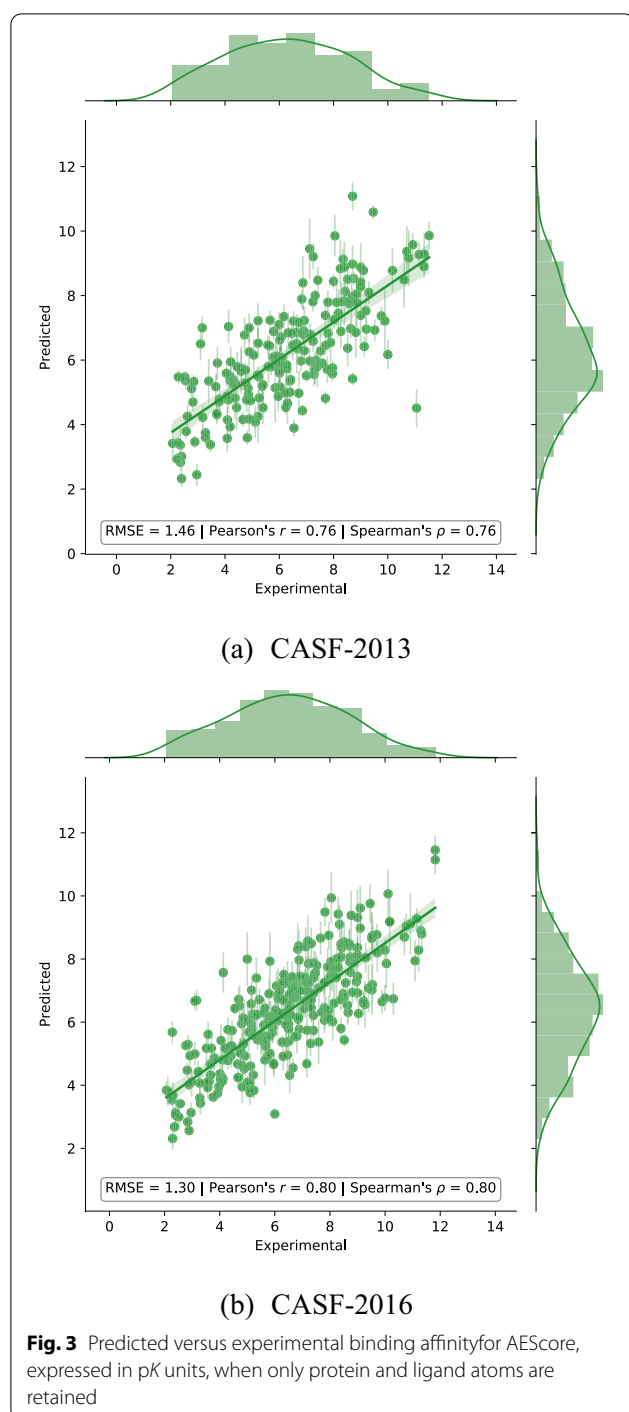 12
10
8
6
4
2
0
Predicted
RMSE = 1.46 | Pearson's r = 0.76 | Spearman's ρ = 0.76
0 2 4 6 8 10 12 14
Experimental
(a) CASF-2013
12
10
8
6
4
2
Predicted
RMSE = 1.30 | Pearson's r = 0.80 | Spearman's ρ = 0.80
0 2 4 6 8 10 12 14
Experimental
(b) CASF-2016
Fig. 3 Predicted versus experimental binding affinityfor AEScore,
expressed in pK units, when only protein and ligand atoms are
retained